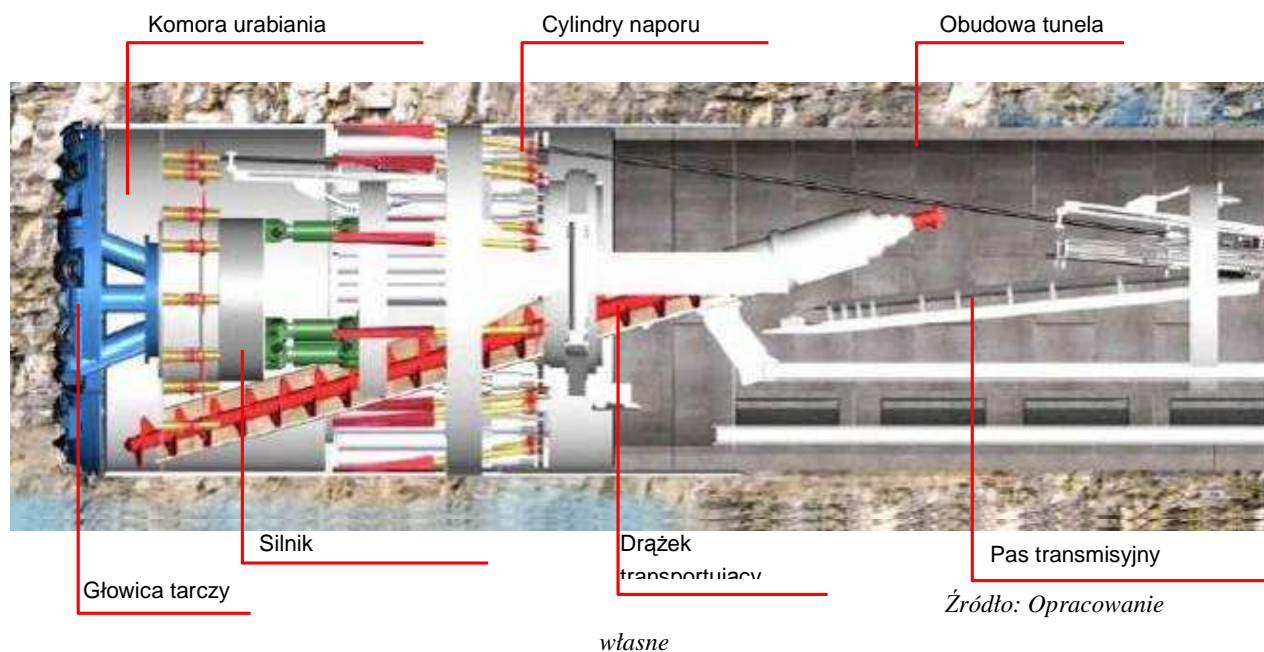 Komora urabiania
Cylindry naporu
Obudowa tunela
Silnik
Drążek
transportujący
Pas transmisyjny
Głowica tarczy
Źródło: Opracowanie
własne